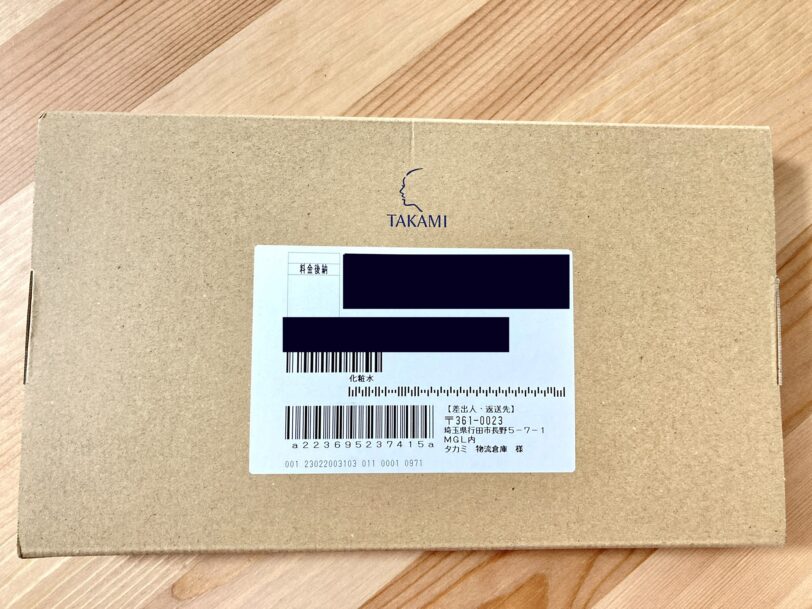 TAKAMI
料金後納
化粧水
【差出人・返送先】
〒361-0023
埼玉県行田市長野5-7-1
MGL内
タカミ 物流倉庫 様
a223695237415a
001 23022003103 011 0001 0971